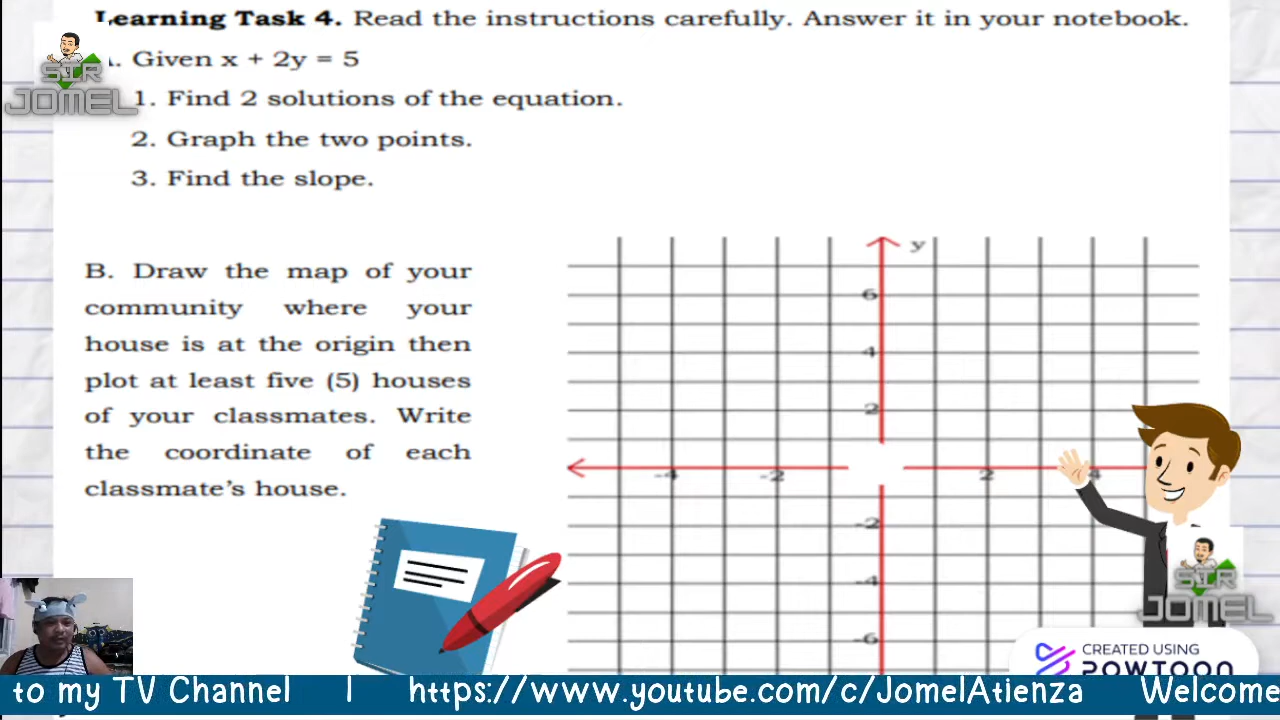 Learning Task 4. Read the instructions carefully. Answer it in your notebook.
. Given x + 2y = 5
1. Find 2 solutions of the equation.
2. Graph the two points.
3. Find the slope.
SIR
JOMEL
B. Draw the map of your
community where your
house is at the origin then
plot at least five (5) houses
of your classmates. Write
the coordinate of each
classmate's house.
y
6
4
2
-4 -2 2 4
-2
-4
-6
SIR
JOMEL
CREATED USING
POWTOON
to my TV Channel | https://www.youtube.com/c/JomelAtienza Welcome